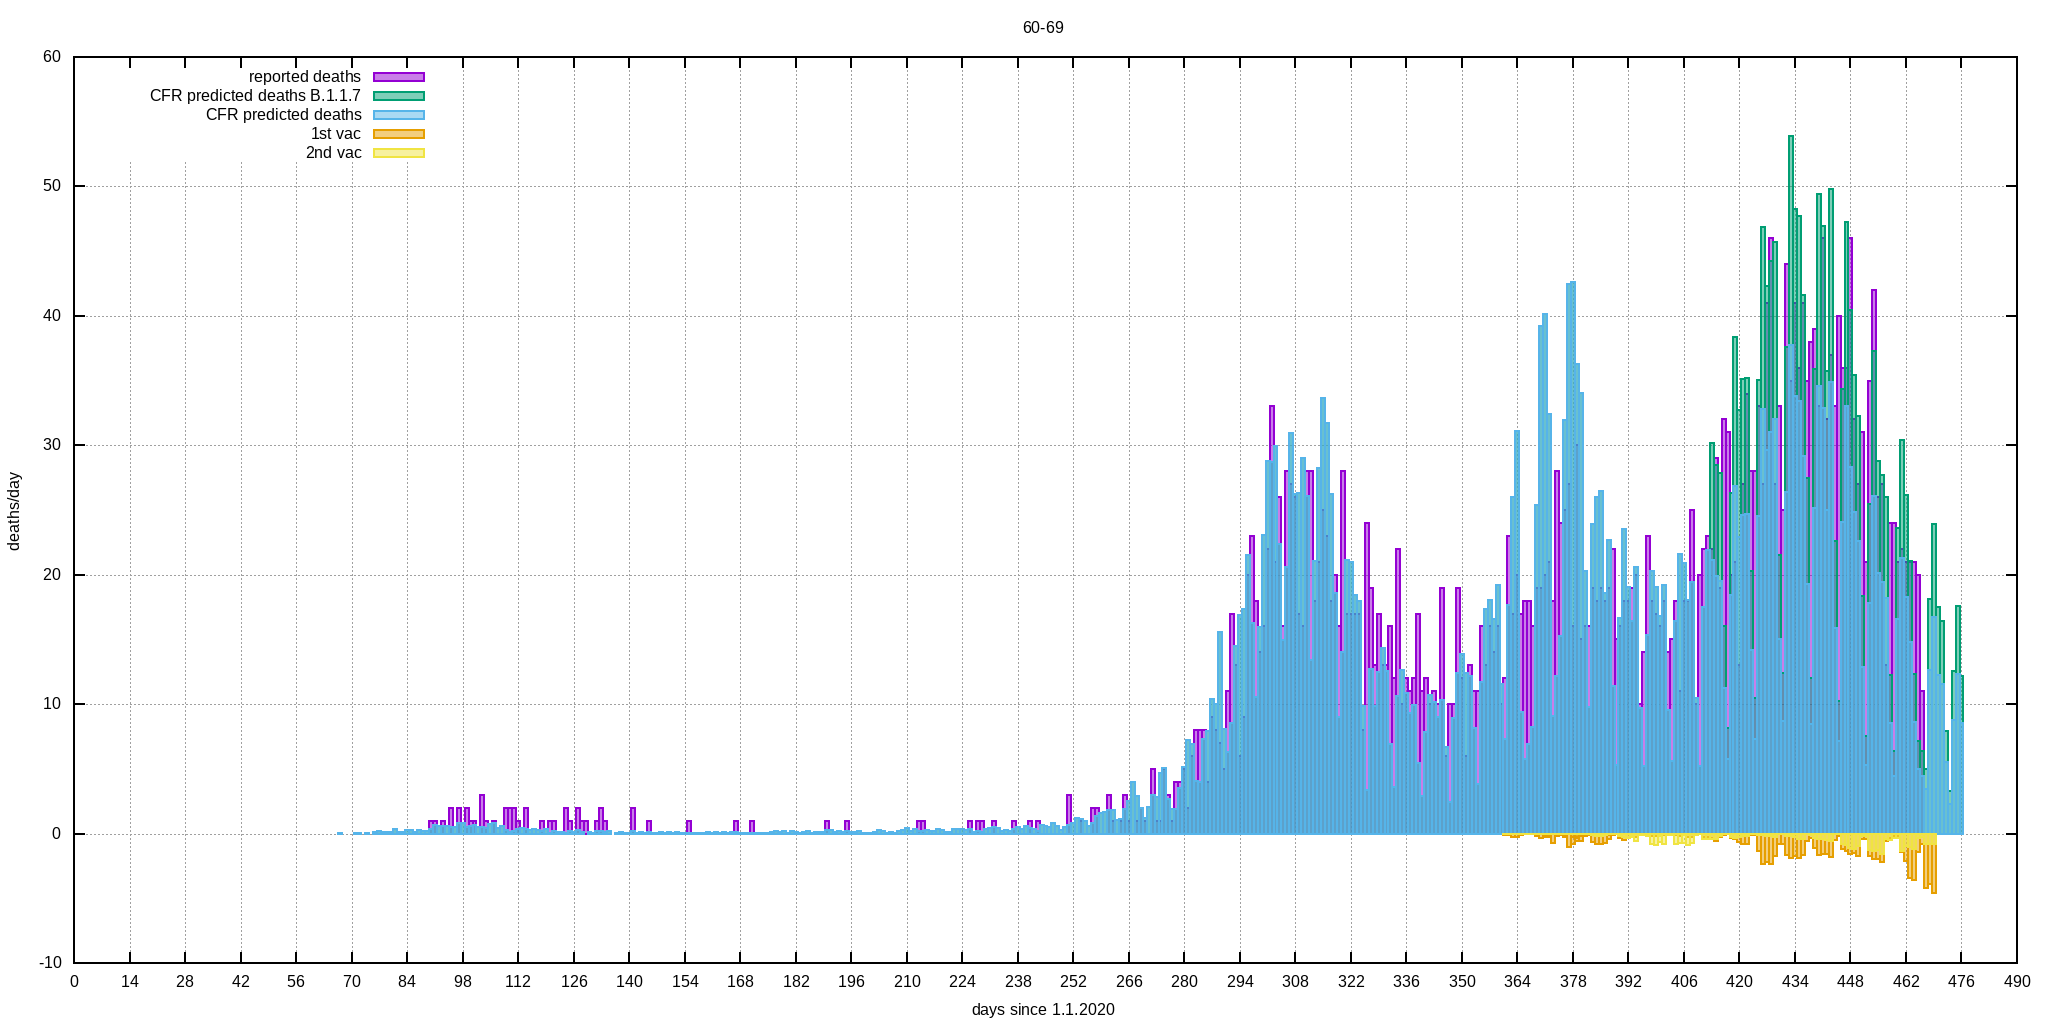 60-69
reported deaths
CFR predicted deaths B.1.1.7
CFR predicted deaths
1st vac
2nd vac
60
50
40
30
20
10
0
-10
deaths/day
0 14 28 42 56 70 84 98 112 126 140 154 168 182 196 210 224 238 252 266 280 294 308 322 336 350 364 378 392 406 420 434 448 462 476 490
days since 1.1.2020